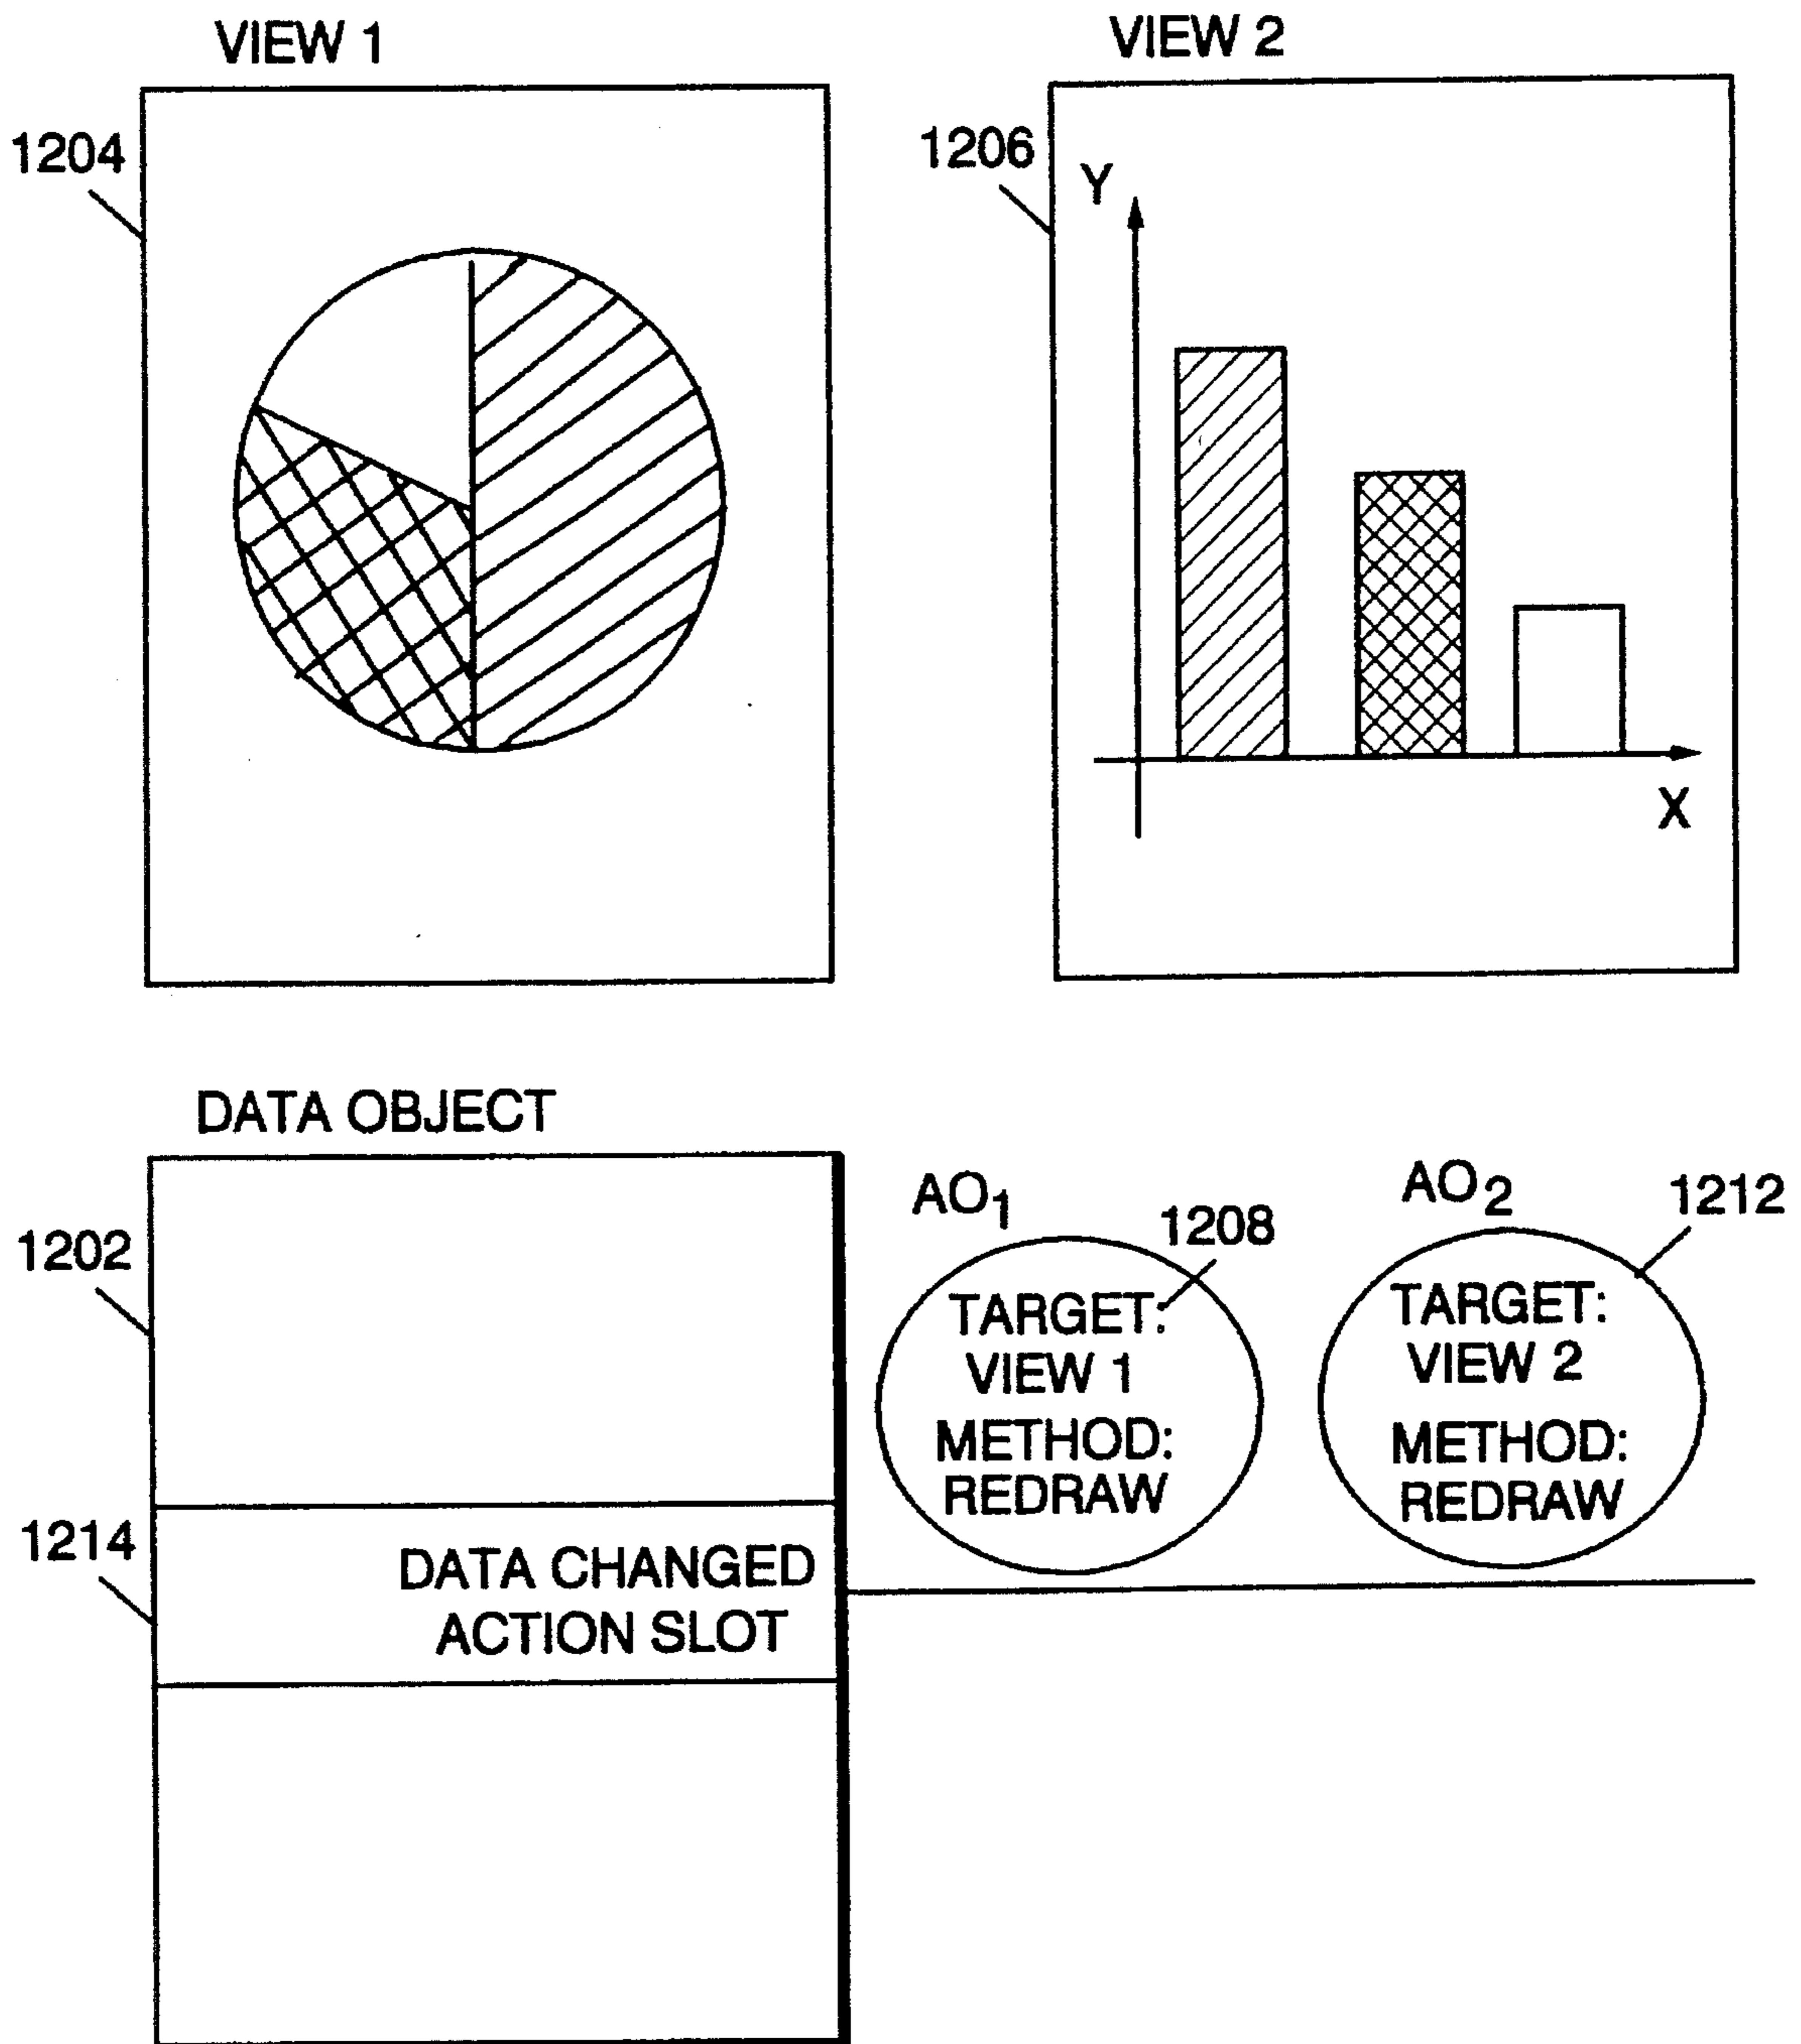 VIEW 1
VIEW 2
1204
1206
Y
X
DATA OBJECT
1202
1214
DATA CHANGED
ACTION SLOT
AO1
1208
TARGET:
VIEW 1
METHOD:
REDRAW
AO2
1212
TARGET:
VIEW 2
METHOD:
REDRAW